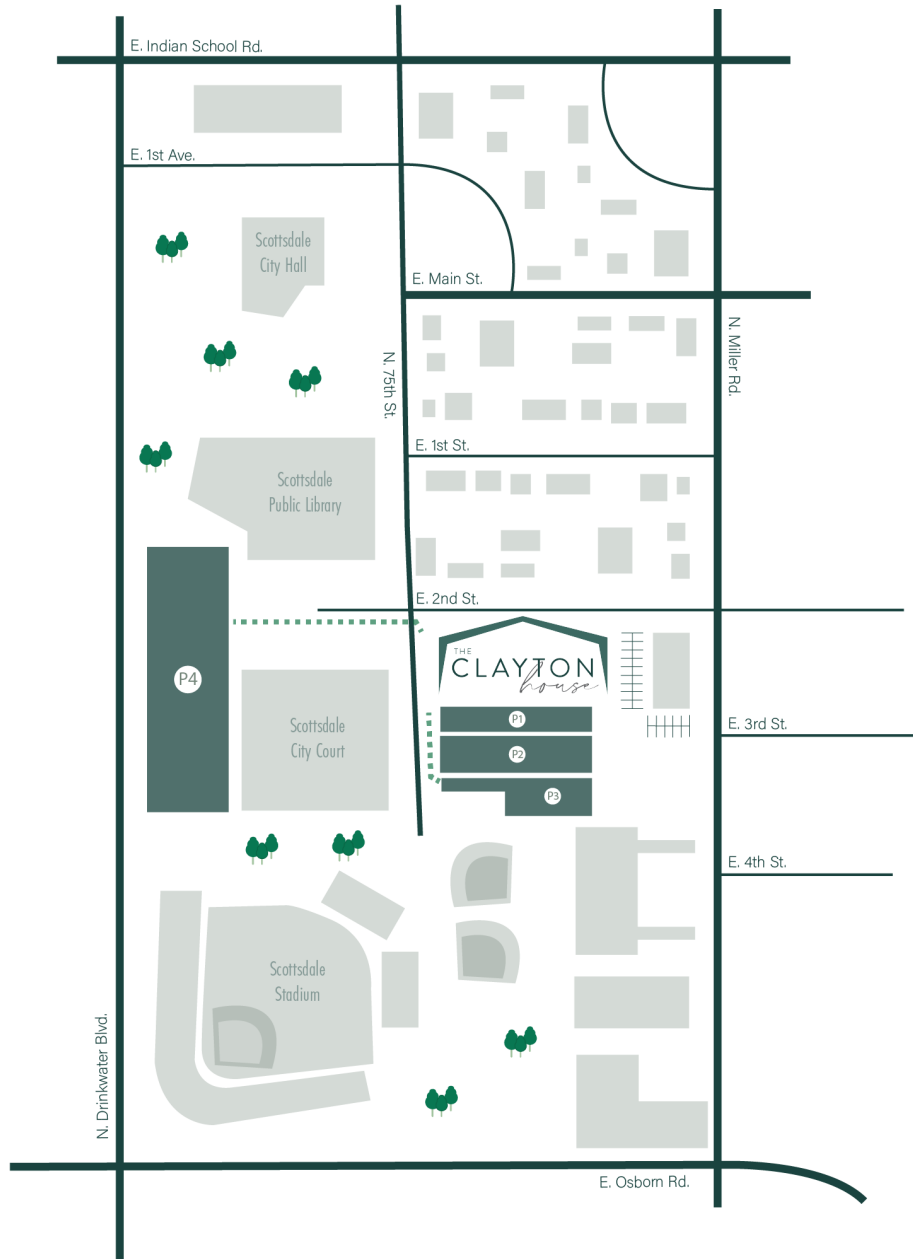 E. Indian School Rd.
E. 1st Ave.
Scottsdale
City Hall
E. Main St.
N. 75th St.
N. Miller Rd.
E. 1st St.
Scottsdale
Public Library
E. 2nd St.
THE
CLAYTON
house
P4
P1
P2
P3
E. 3rd St.
Scottsdale
City Court
E. 4th St.
Scottsdale
Stadium
N. Drinkwater Blvd.
E. Osborn Rd.